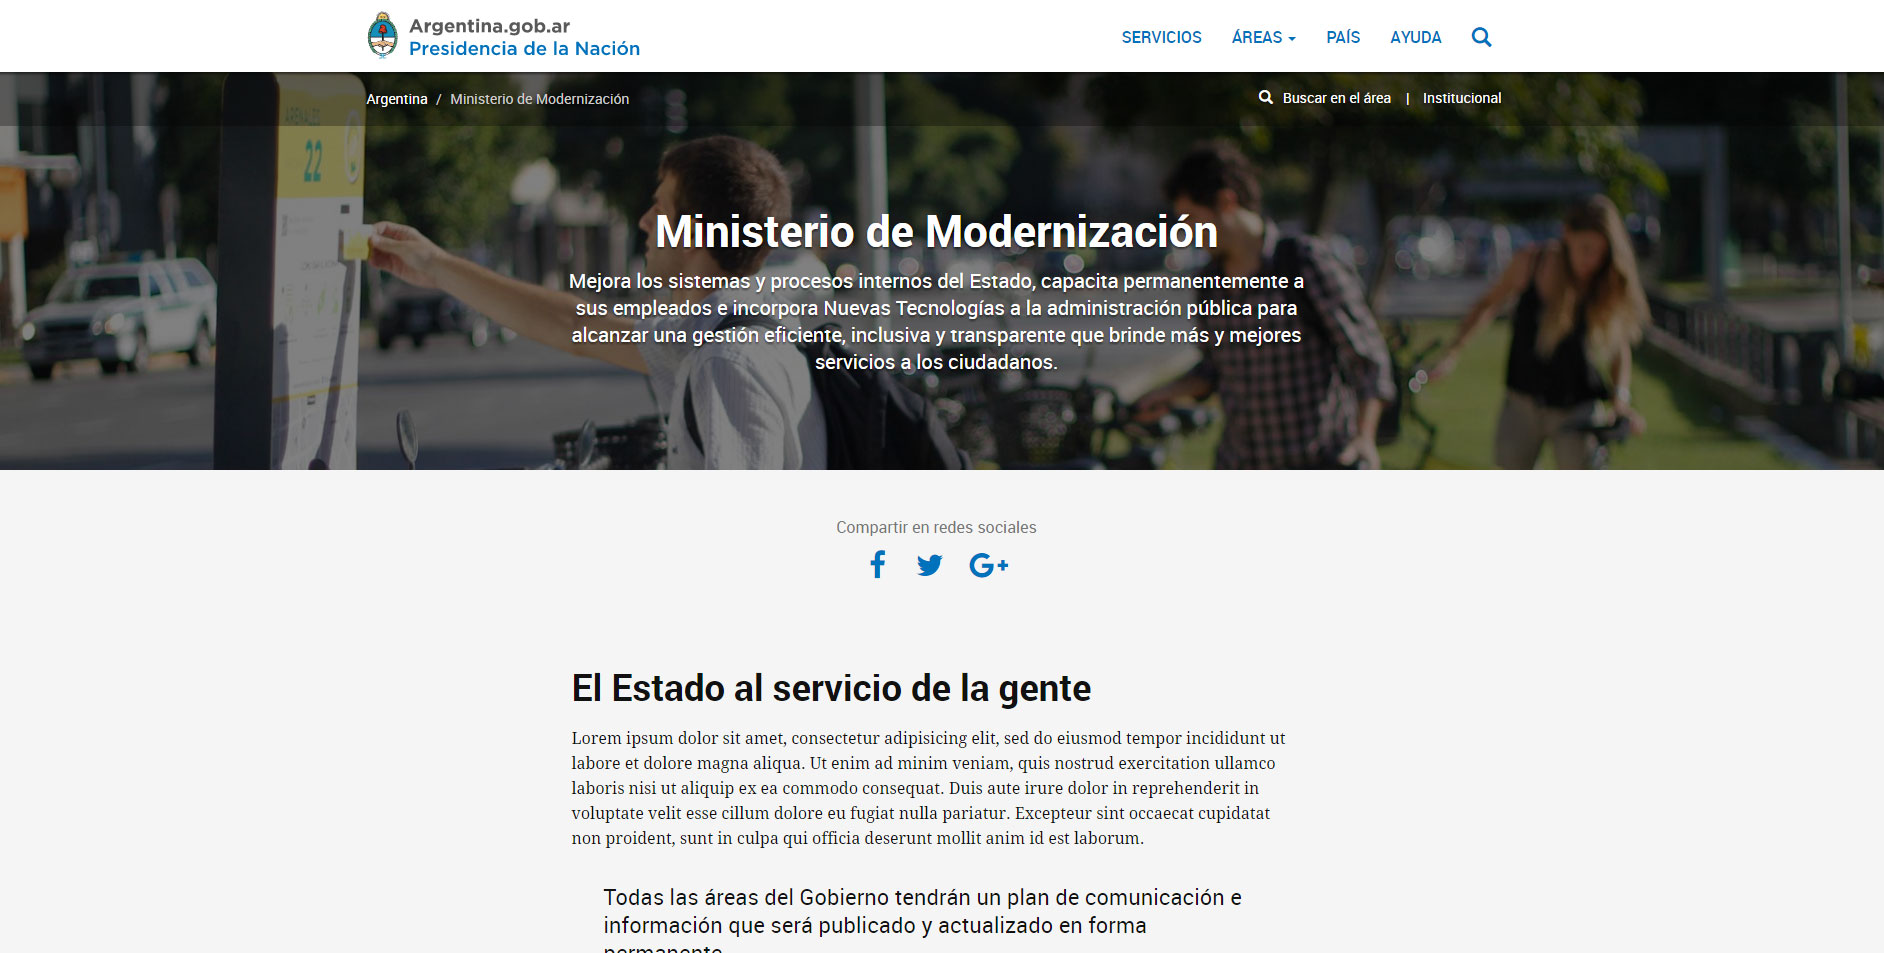 Argentina.gob.ar
Presidencia de la Nación
SERVICIOS ÁREAS PAÍS AYUDA
Argentina / Ministerio de Modernización
Buscar en el área | Institucional
ARENALES
22
Ministerio de Modernización
Mejora los sistemas y procesos internos del Estado, capacita permanentemente a
sus empleados e incorpora Nuevas Tecnologías a la administración pública para
alcanzar una gestión eficiente, inclusiva y transparente que brinde más y mejores
servicios a los ciudadanos.
Compartir en redes sociales
El Estado al servicio de la gente
Lorem ipsum dolor sit amet, consectetur adipisicing elit, sed do eiusmod tempor incididunt ut
labore et dolore magna aliqua. Ut enim ad minim veniam, quis nostrud exercitation ullamco
laboris nisi ut aliquip ex ea commodo consequat. Duis aute irure dolor in reprehenderit in
voluptate velit esse cillum dolore eu fugiat nulla pariatur. Excepteur sint occaecat cupidatat
non proident, sunt in culpa qui officia deserunt mollit anim id est laborum.
Todas las áreas del Gobierno tendrán un plan de comunicación e
información que será publicado y actualizado en forma
permanente